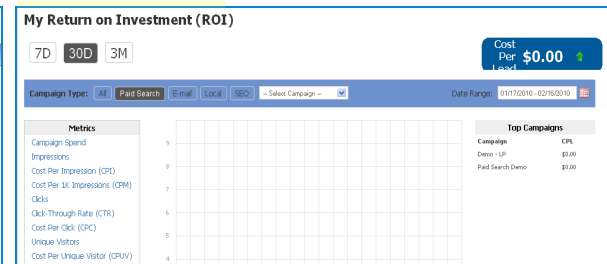 My Return on Investment (ROI)
7D 30D 3M
Cost Per Lead $0.00
Campaign Type: All Paid Search E-mail Local SEO -- Select Campaign -- Date Range: 01/17/2010 - 02/16/2010
Metrics
Campaign Spend
Impressions
Cost Per Impression (CPI)
Cost Per 1K Impressions (CPM)
Clicks
Click-Through Rate (CTR)
Cost Per Click (CPC)
Unique Visitors
Cost Per Unique Visitor (CPUV)
9
8
7
6
5
4
Top Campaigns
Campaign CPL
Demo - LP $0.00
Paid Search Demo $0.00